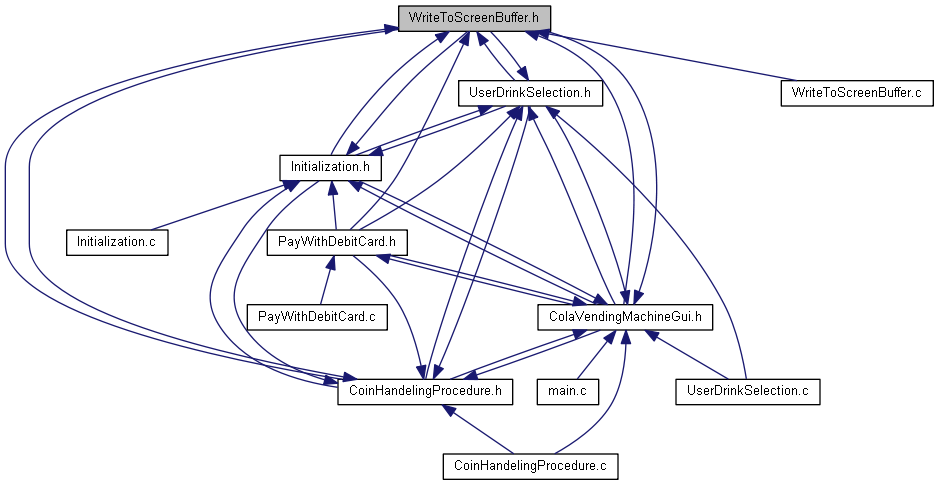 WriteToScreenBuffer.h
UserDrinkSelection.h
WriteToScreenBuffer.c
Initialization.h
Initialization.c
PayWithDebitCard.h
PayWithDebitCard.c
ColaVendingMachineGui.h
CoinHandelingProcedure.h
main.c
UserDrinkSelection.c
CoinHandelingProcedure.c